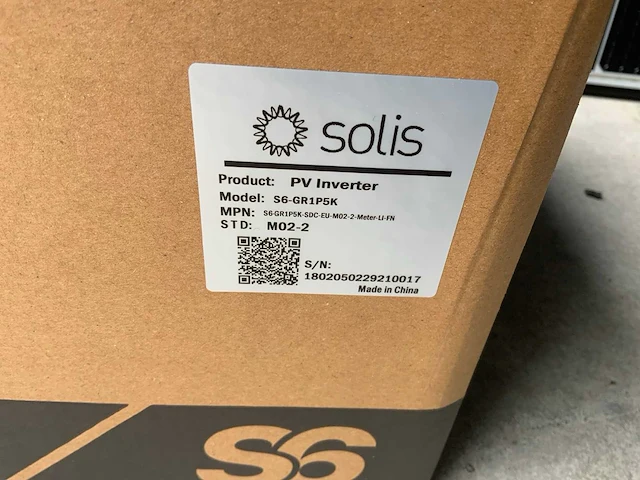 solis
Product: PV Inverter
Model: S6-GR1P5K
MPN: S6-GR1P5K-SDC-EU-M02-2-Meter-LI-FN
STD: M02-2
S/N:
1802050229210017
Made in China
S6